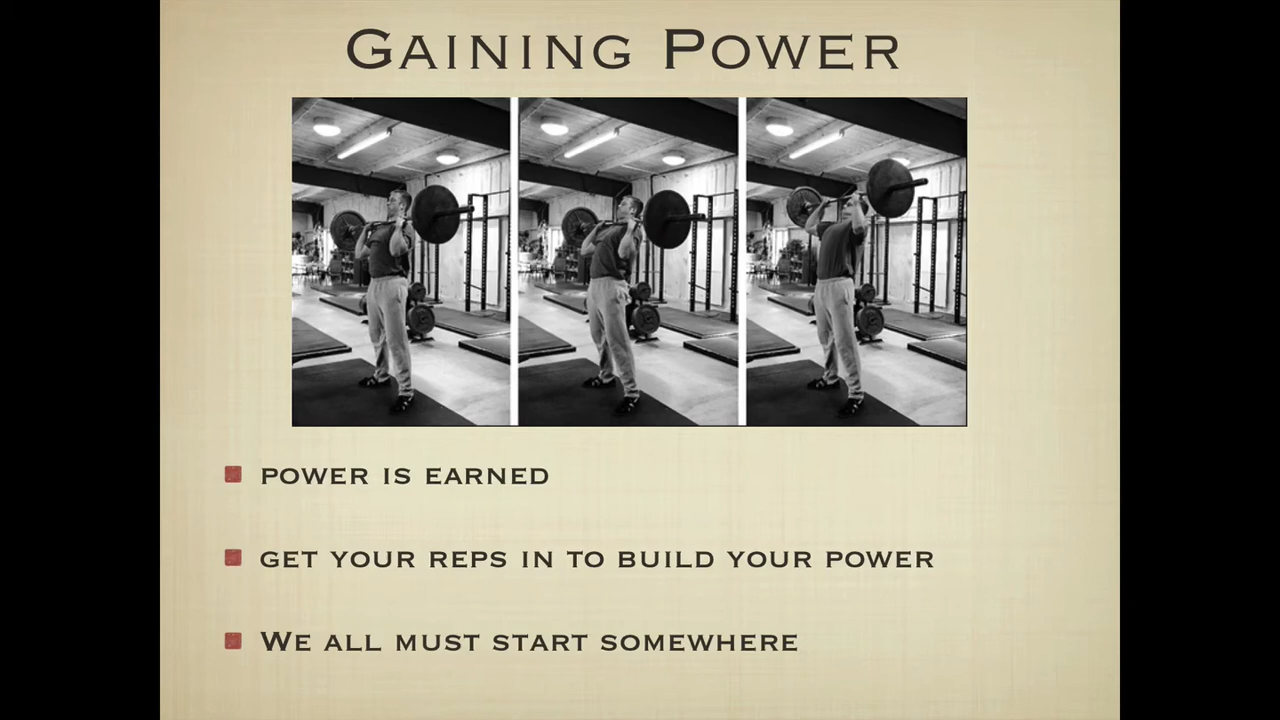 Gaining Power
power is earned
get your reps in to build your power
We all must start somewhere